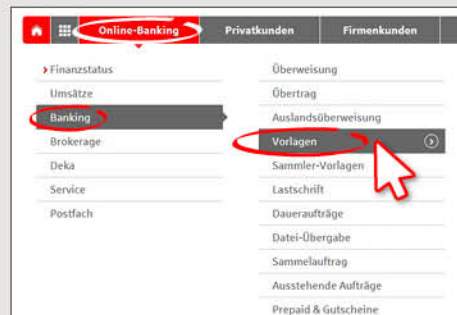 Online-Banking Privatkunden Firmenkunden
Finanzstatus
Umsätze
Banking
Brokerage
Deka
Service
Postfach
Überweisung
Übertrag
Auslandsüberweisung
Vorlagen
Sammler-Vorlagen
Lastschrift
Daueraufträge
Datei-Übergabe
Sammelauftrag
Ausstehende Aufträge
Prepaid & Gutscheine